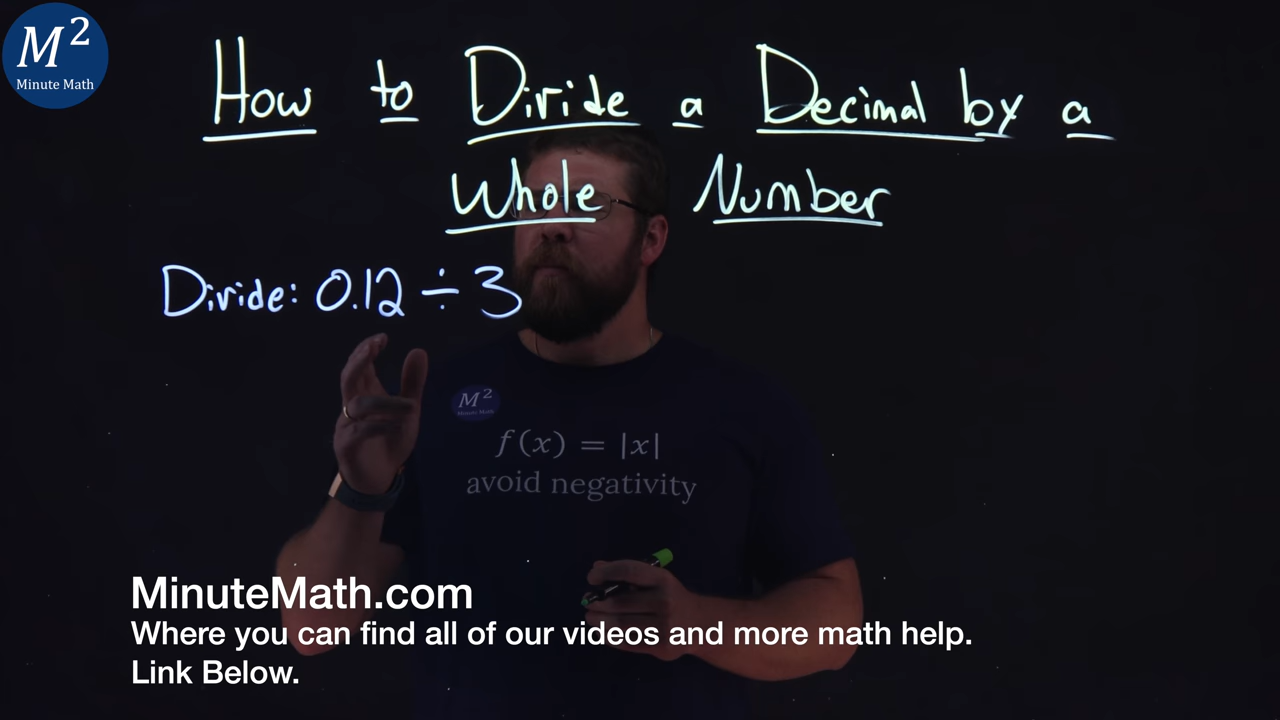 M²
Minute Math
How to Divide a Decimal by a
Whole Number
Divide: 0.12 ÷ 3
M²
Minute Math
f(x) = |x|
avoid negativity
MinuteMath.com
Where you can find all of our videos and more math help.
Link Below.